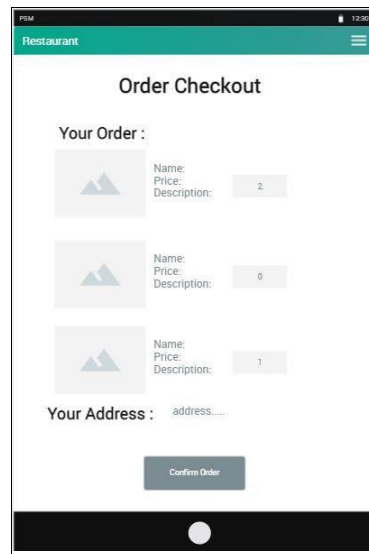 PSM 12:30
Restaurant
Order Checkout
Your Order :
Name:
Price:
Description:
2
Name:
Price:
Description:
0
Name:
Price:
Description:
1
Your Address : address.....
Confirm Order